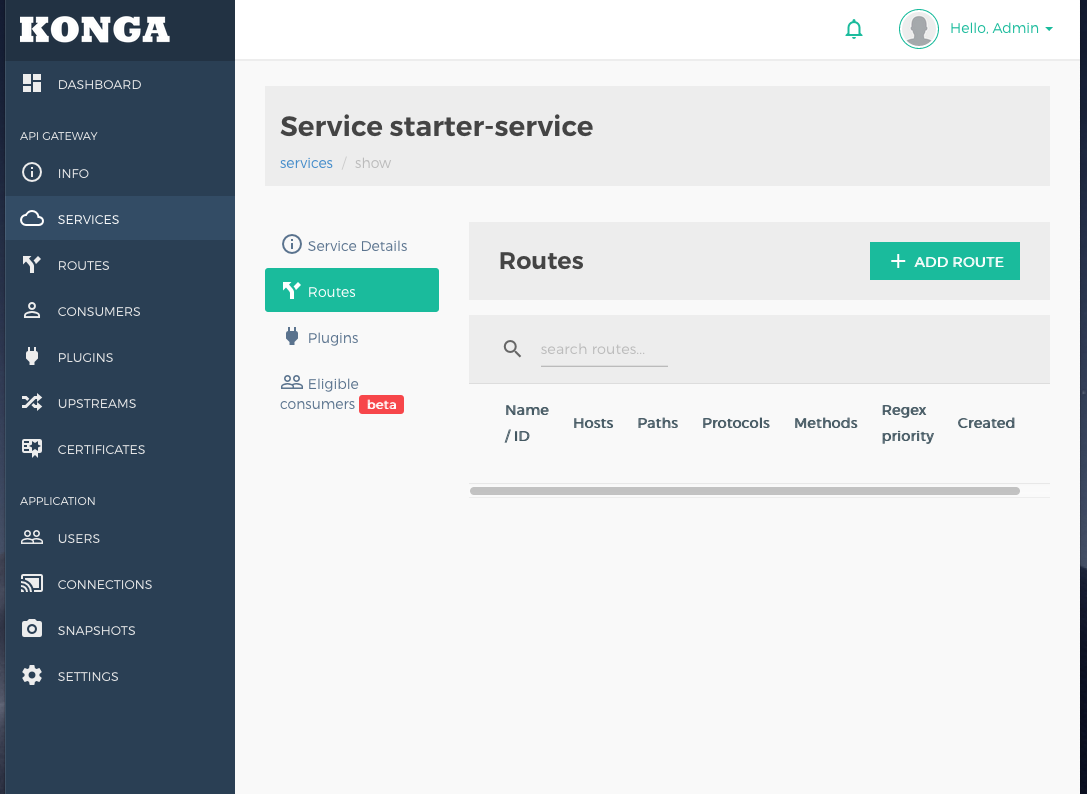 KONGA
Hello, Admin
DASHBOARD
API GATEWAY
INFO
SERVICES
ROUTES
CONSUMERS
PLUGINS
UPSTREAMS
CERTIFICATES
APPLICATION
USERS
CONNECTIONS
SNAPSHOTS
SETTINGS
Service starter-service
services / show
Service Details
Routes
Plugins
Eligible
consumers beta
Routes
+ ADD ROUTE
search routes...
Name
/ ID
Hosts
Paths
Protocols
Methods
Regex
priority
Created